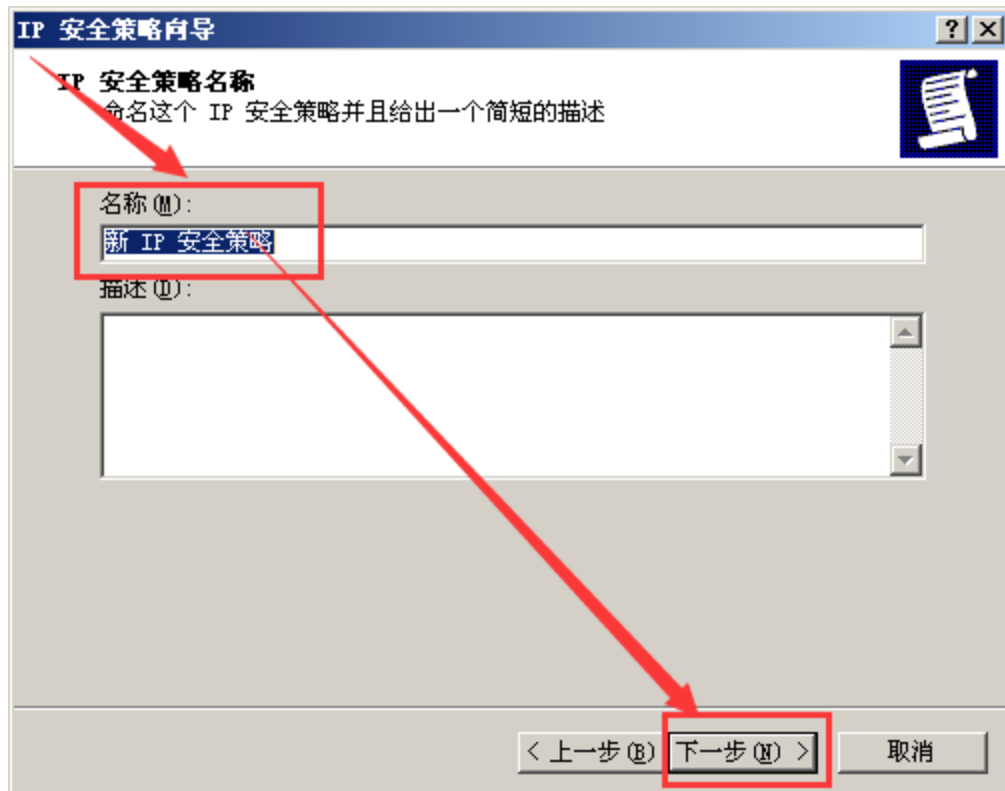 IP 安全策略向导
IP 安全策略名称
命名这个 IP 安全策略并且给出一个简短的描述
名称(M):
新 IP 安全策略
描述(D):
< 上一步(B) 下一步(N) > 取消